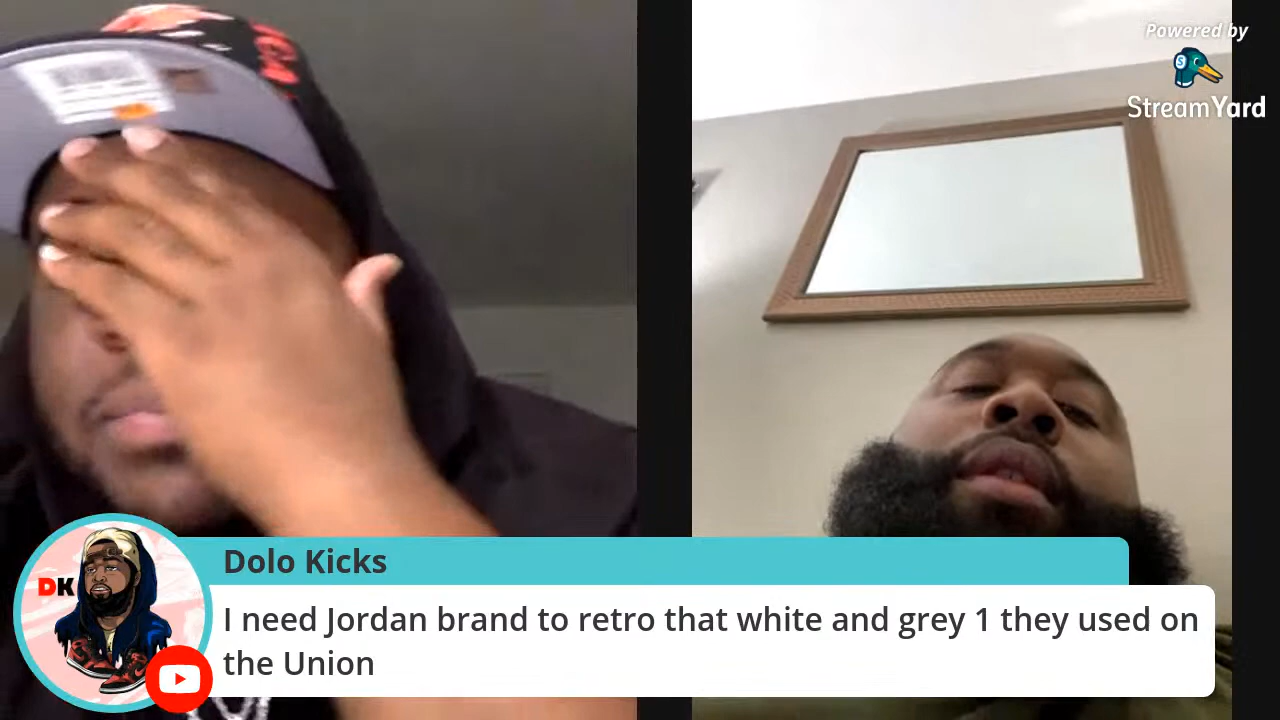 Powered by
StreamYard
DK
Dolo Kicks
I need Jordan brand to retro that white and grey 1 they used on
the Union